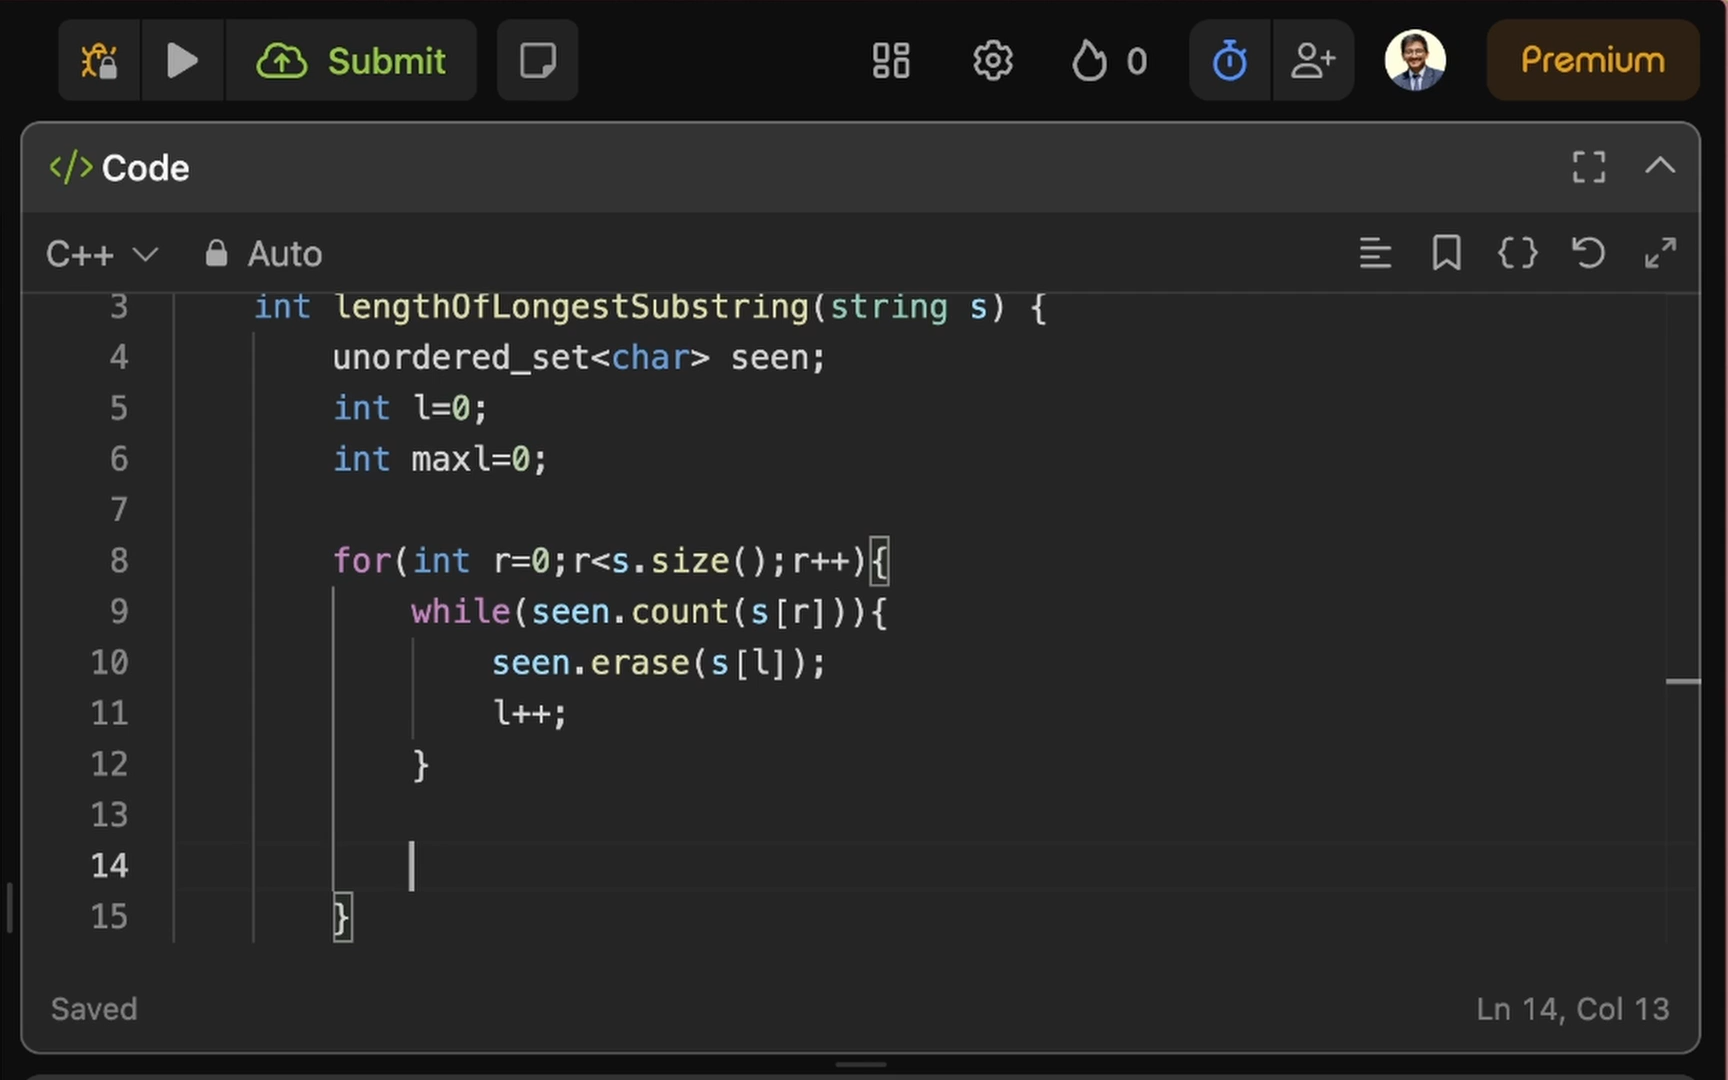 Submit 0 Premium
</> Code
C++ Auto
3 int lengthOfLongestSubstring(string s) {
4 unordered_set<char> seen;
5 int l=0;
6 int maxl=0;
7
8 for(int r=0;r<s.size();r++){
9 while(seen.count(s[r])){
10 seen.erase(s[l]);
11 l++;
12 }
13
14
15 }
Saved Ln 14, Col 13